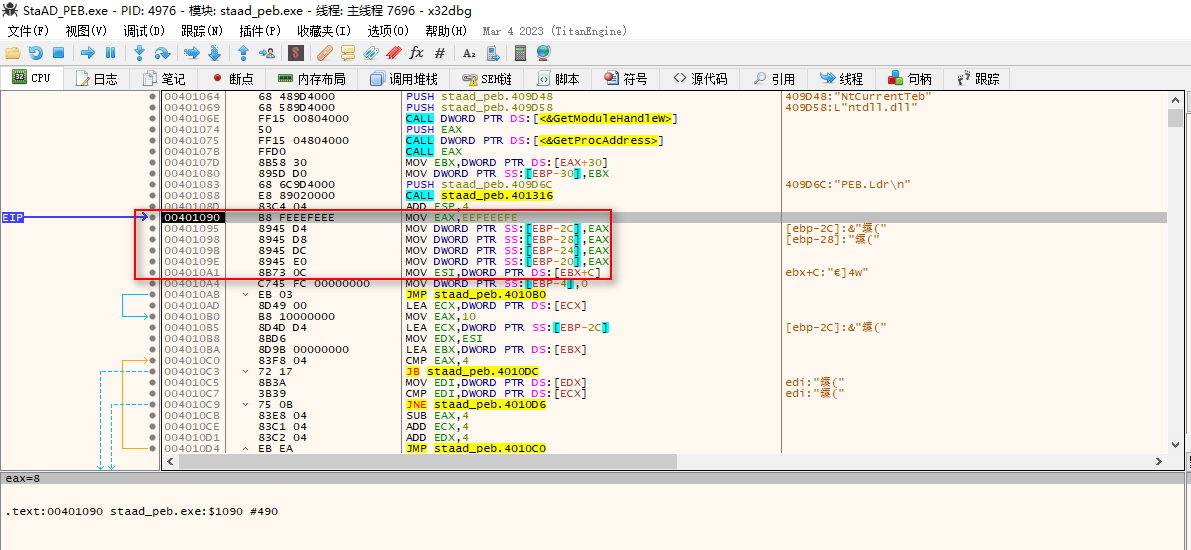 StaAD_PEB.exe - PID: 4976 - 模块: staad_peb.exe - 线程: 主线程 7696 - x32dbg
文件(F) 视图(V) 调试(D) 跟踪(N) 插件(P) 收藏夹(I) 选项(O) 帮助(H) Mar 4 2023 (TitanEngine)
CPU 日志 笔记 断点 内存布局 调用堆栈 SEH链 脚本 符号 源代码 引用 线程 句柄 跟踪
00401064 68 489D4000 PUSH staad_peb.409D48 409D48:"NtCurrentTeb"
00401069 68 589D4000 PUSH staad_peb.409D58 409D58:L"ntdll.dll"
0040106E FF15 00804000 CALL DWORD PTR DS:[<&GetModuleHandleW>]
00401074 50 PUSH EAX
00401075 FF15 04804000 CALL DWORD PTR DS:[<&GetProcAddress>]
0040107B FFD0 CALL EAX
0040107D 8B58 30 MOV EBX,DWORD PTR DS:[EAX+30]
00401080 895D D0 MOV DWORD PTR SS:[EBP-30],EBX
00401083 68 6C9D4000 PUSH staad_peb.409D6C 409D6C:"PEB.Ldr\n"
00401088 E8 89020000 CALL staad_peb.401316
0040108D 83C4 04 ADD ESP,4
EIP 00401090 B8 FEEEFEEE MOV EAX,EEFEEEFE
00401095 8945 D4 MOV DWORD PTR SS:[EBP-2C],EAX [ebp-2C]:&"缓("
00401098 8945 D8 MOV DWORD PTR SS:[EBP-28],EAX [ebp-28]:"缓("
0040109B 8945 DC MOV DWORD PTR SS:[EBP-24],EAX
0040109E 8945 E0 MOV DWORD PTR SS:[EBP-20],EAX
004010A1 8B73 0C MOV ESI,DWORD PTR DS:[EBX+C] ebx+C:"€]4w"
004010A4 C745 FC 00000000 MOV DWORD PTR SS:[EBP-4],0
004010AB EB 03 JMP staad_peb.4010B0
004010AD 8D49 00 LEA ECX,DWORD PTR DS:[ECX]
004010B0 B8 10000000 MOV EAX,10
004010B5 8D4D D4 LEA ECX,DWORD PTR SS:[EBP-2C] [ebp-2C]:&"缓("
004010B8 8BD6 MOV EDX,ESI
004010BA 8D9B 00000000 LEA EBX,DWORD PTR DS:[EBX]
004010C0 83F8 04 CMP EAX,4
004010C3 72 17 JB staad_peb.4010DC
004010C5 8B3A MOV EDI,DWORD PTR DS:[EDX] edi:"缓("
004010C7 3B39 CMP EDI,DWORD PTR DS:[ECX] edi:"缓("
004010C9 75 0B JNE staad_peb.4010D6
004010CB 83E8 04 SUB EAX,4
004010CE 83C1 04 ADD ECX,4
004010D1 83C2 04 ADD EDX,4
004010D4 EB EA JMP staad_peb.4010C0
eax=8
.text:00401090 staad_peb.exe:$1090 #490